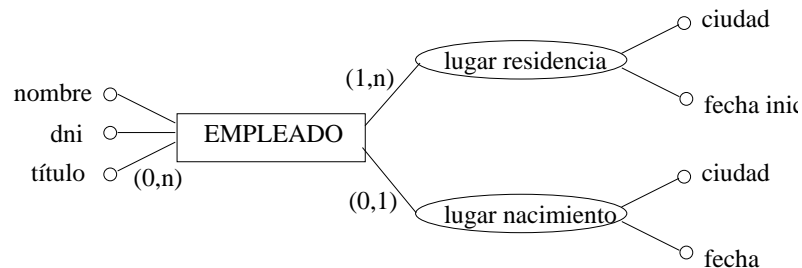 ciudad
lugar residencia
(1,n)
nombre
fecha inic
dni
EMPLEADO
título
(0,n)
ciudad
(0,1)
lugar nacimiento
fecha